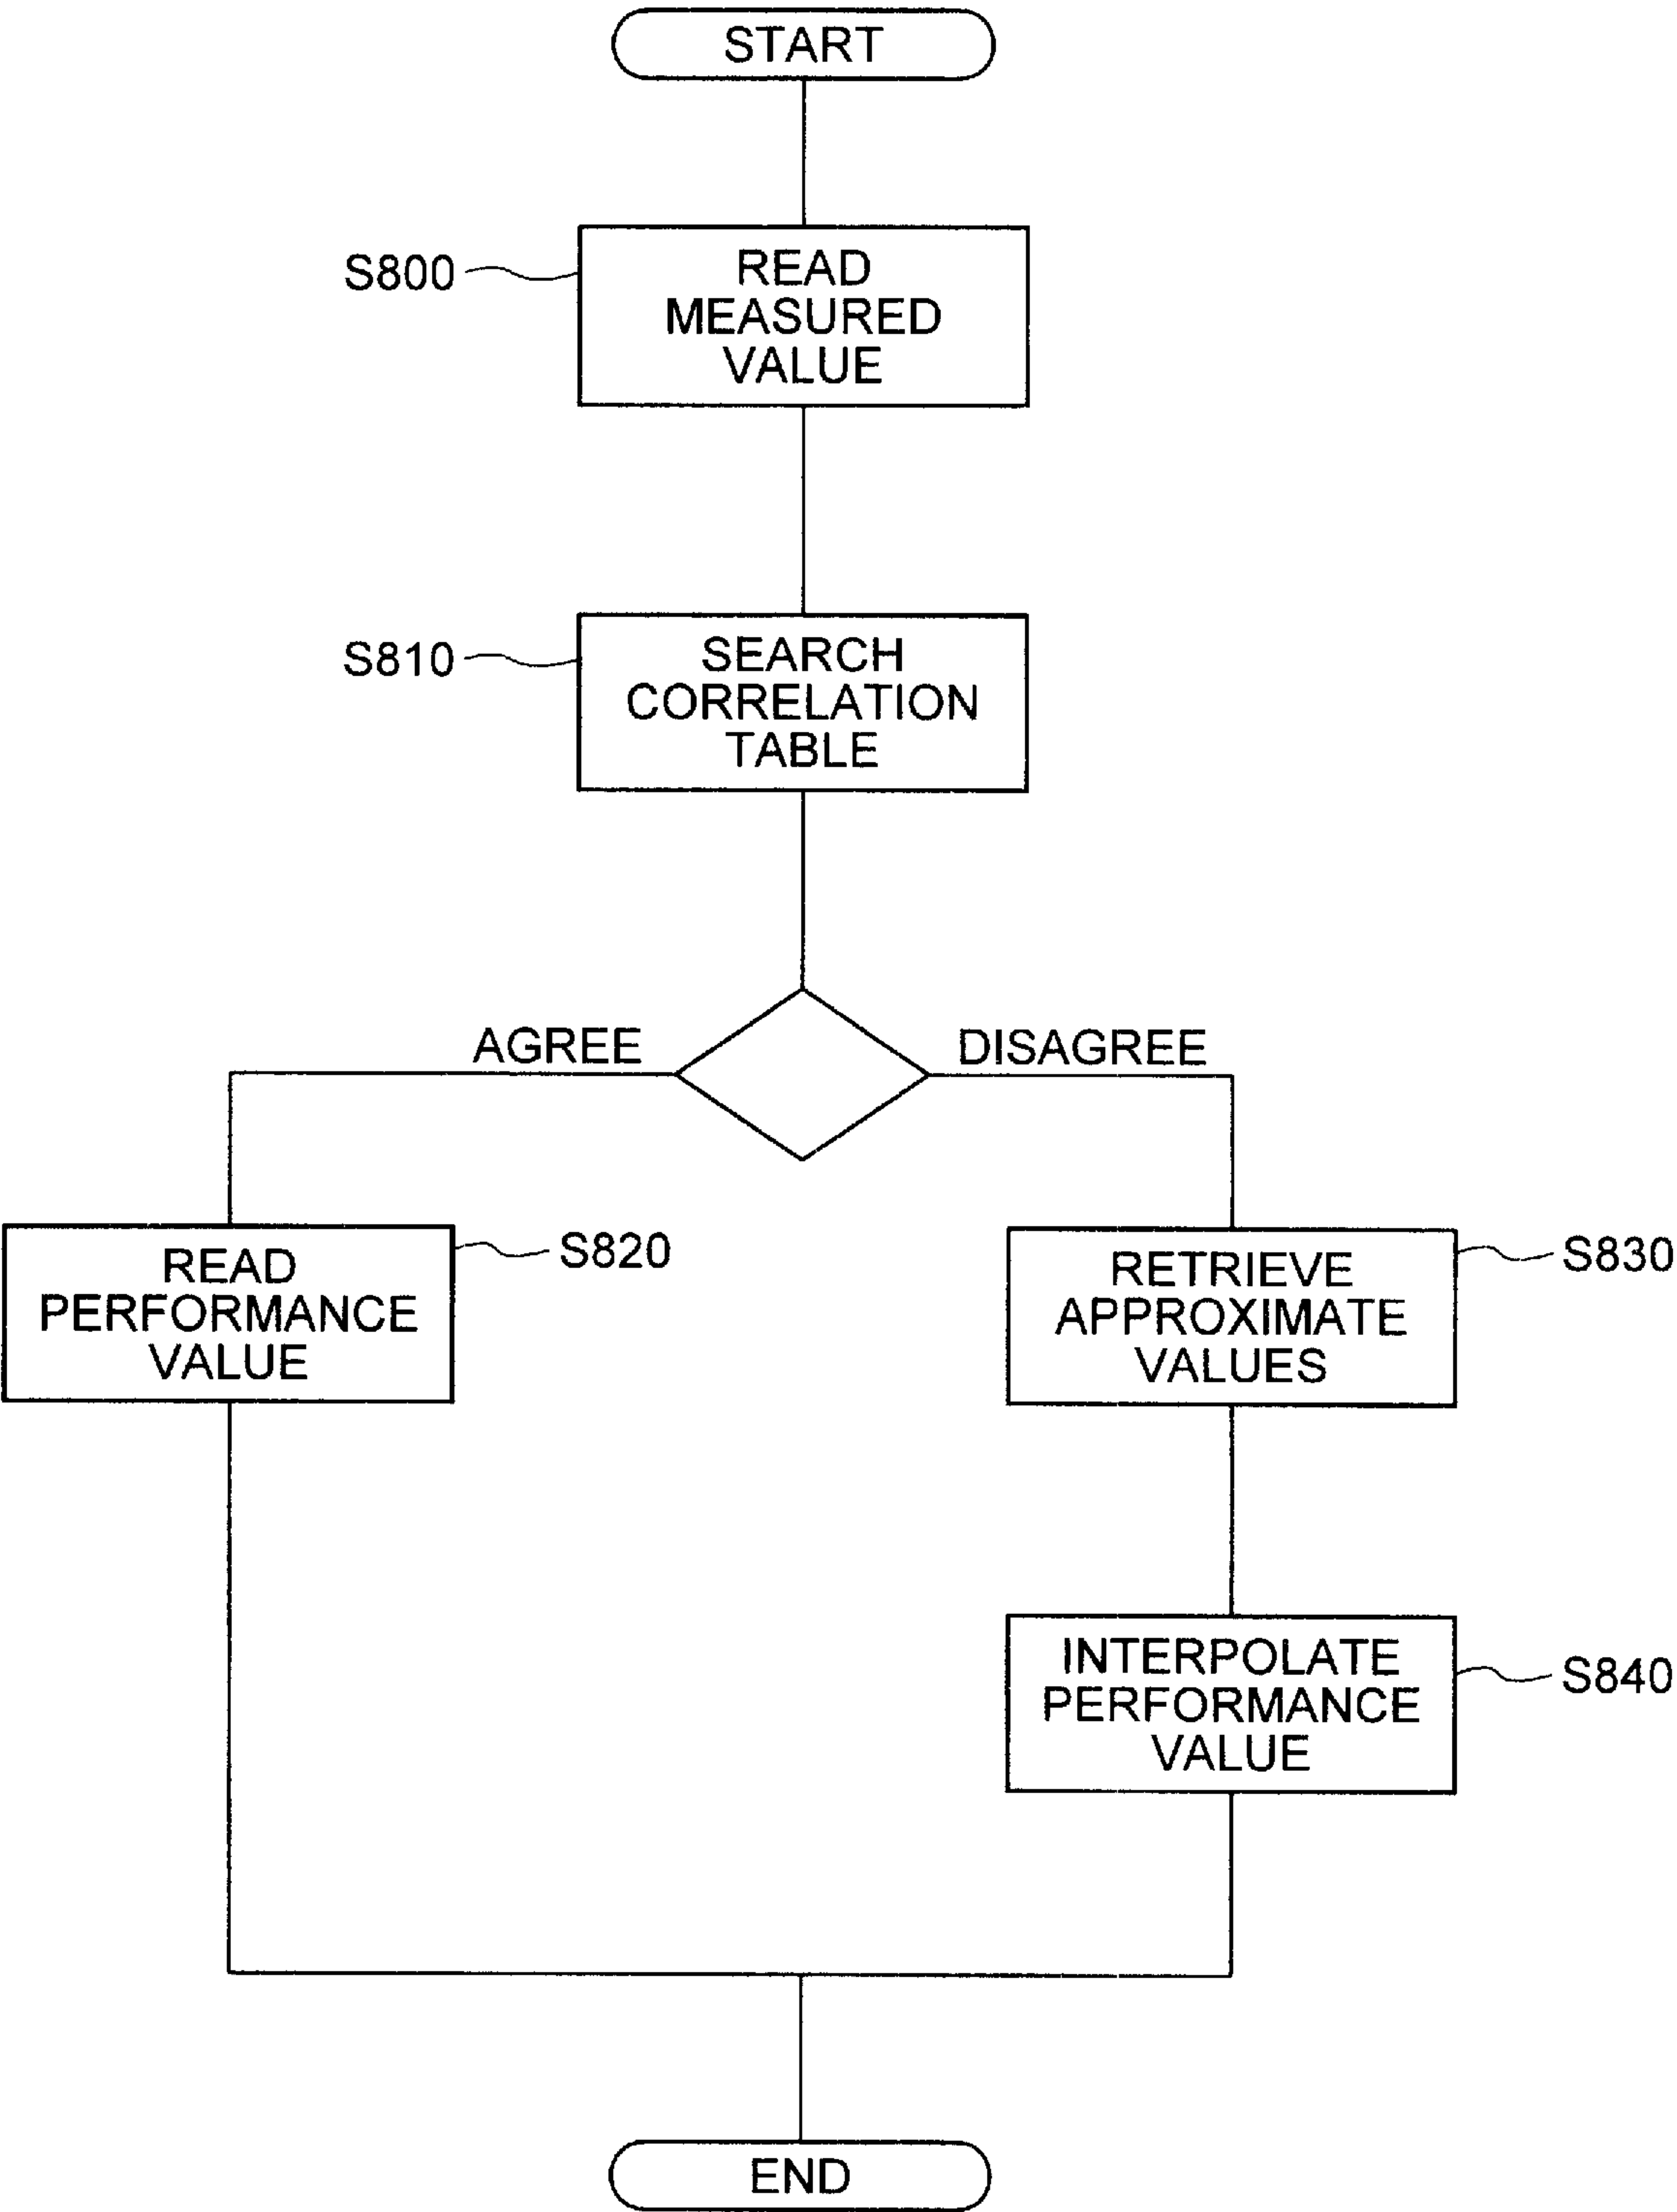 START
S800
READ
MEASURED
VALUE
S810
SEARCH
CORRELATION
TABLE
AGREE
DISAGREE
READ
PERFORMANCE
VALUE
S820
RETRIEVE
APPROXIMATE
VALUES
S830
INTERPOLATE
PERFORMANCE
VALUE
S840
END